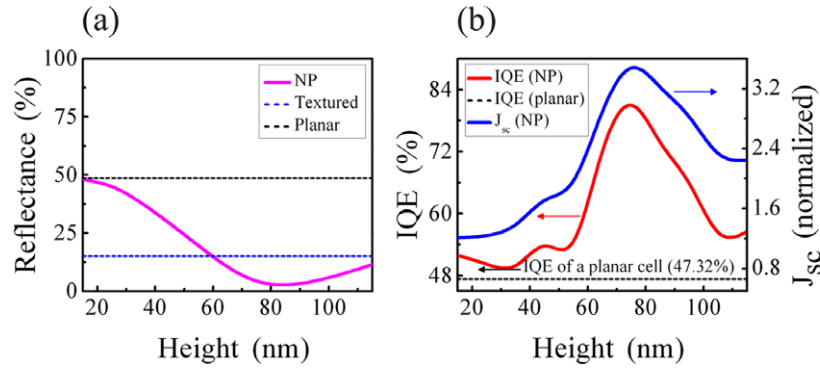 (a)
Reflectance (%)
100
75
50
25
0
NP
Textured
Planar
20 40 60 80 100
Height (nm)
(b)
IQE (%)
84
72
60
48
IQE (NP)
IQE (planar)
Jsc (NP)
IQE of a planar cell (47.32%)
3.2
2.4
1.6
0.8
Jsc (normalized)
20 40 60 80 100
Height (nm)